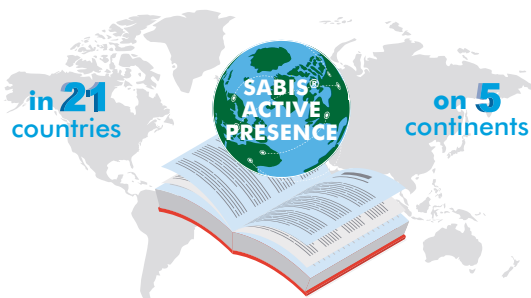 in 21
countries
SABIS®
ACTIVE
PRESENCE
on 5
continents